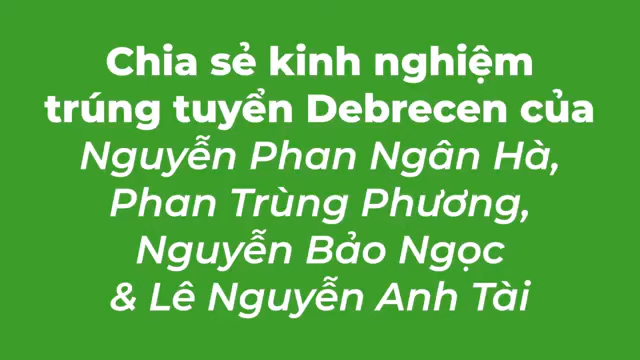 Chia sẻ kinh nghiệm
trúng tuyển Debrecen của
Nguyễn Phan Ngân Hà,
Phan Trùng Phương,
Nguyễn Bảo Ngọc
& Lê Nguyễn Anh Tài